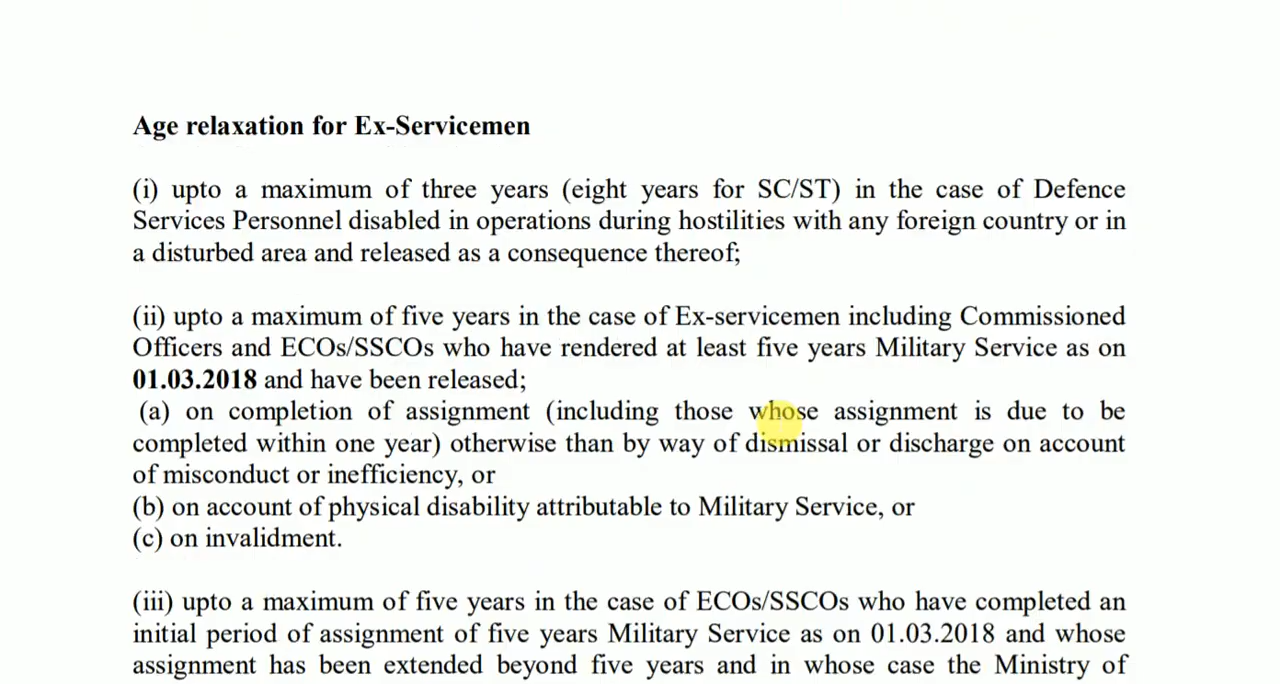 Age relaxation for Ex-Servicemen
(i) upto a maximum of three years (eight years for SC/ST) in the case of Defence
Services Personnel disabled in operations during hostilities with any foreign country or in
a disturbed area and released as a consequence thereof;
(ii) upto a maximum of five years in the case of Ex-servicemen including Commissioned
Officers and ECOs/SSCOs who have rendered at least five years Military Service as on
01.03.2018 and have been released;
(a) on completion of assignment (including those whose assignment is due to be
completed within one year) otherwise than by way of dismissal or discharge on account
of misconduct or inefficiency, or
(b) on account of physical disability attributable to Military Service, or
(c) on invalidment.
(iii) upto a maximum of five years in the case of ECOs/SSCOs who have completed an
initial period of assignment of five years Military Service as on 01.03.2018 and whose
assignment has been extended beyond five years and in whose case the Ministry of